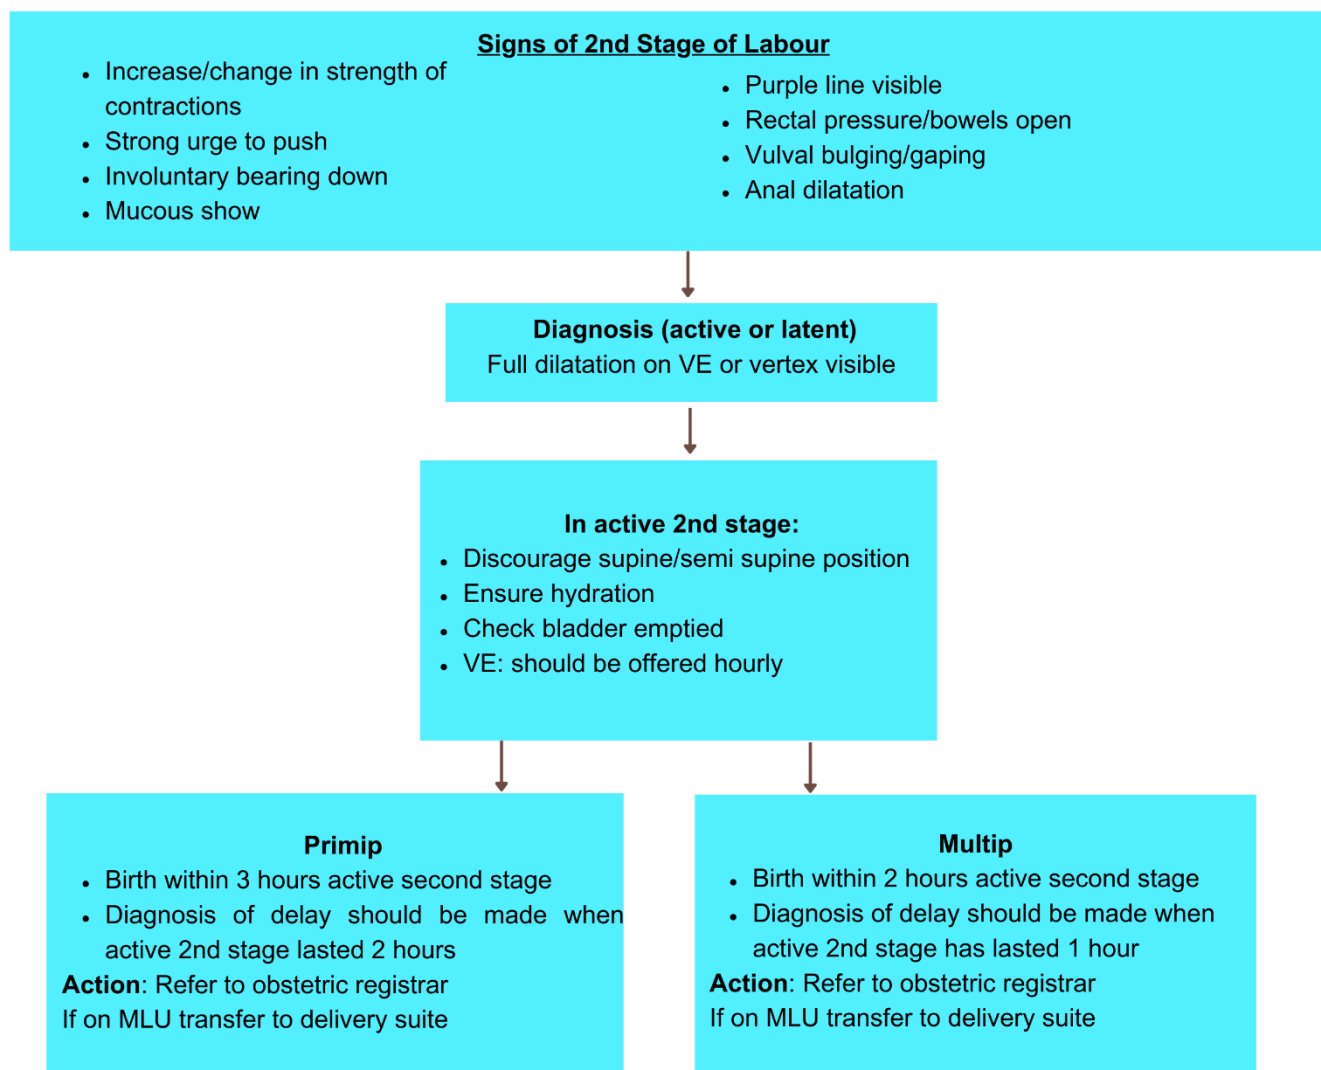 Signs of 2nd Stage of Labour
• Increase/change in strength of
contractions
• Strong urge to push
• Involuntary bearing down
• Mucous show
• Purple line visible
• Rectal pressure/bowels open
• Vulval bulging/gaping
• Anal dilatation
Diagnosis (active or latent)
Full dilatation on VE or vertex visible
In active 2nd stage:
• Discourage supine/semi supine position
• Ensure hydration
• Check bladder emptied
• VE: should be offered hourly
Primip
• Birth within 3 hours active second stage
• Diagnosis of delay should be made when
active 2nd stage lasted 2 hours
Action: Refer to obstetric registrar
If on MLU transfer to delivery suite
Multip
• Birth within 2 hours active second stage
• Diagnosis of delay should be made when
active 2nd stage has lasted 1 hour
Action: Refer to obstetric registrar
If on MLU transfer to delivery suite